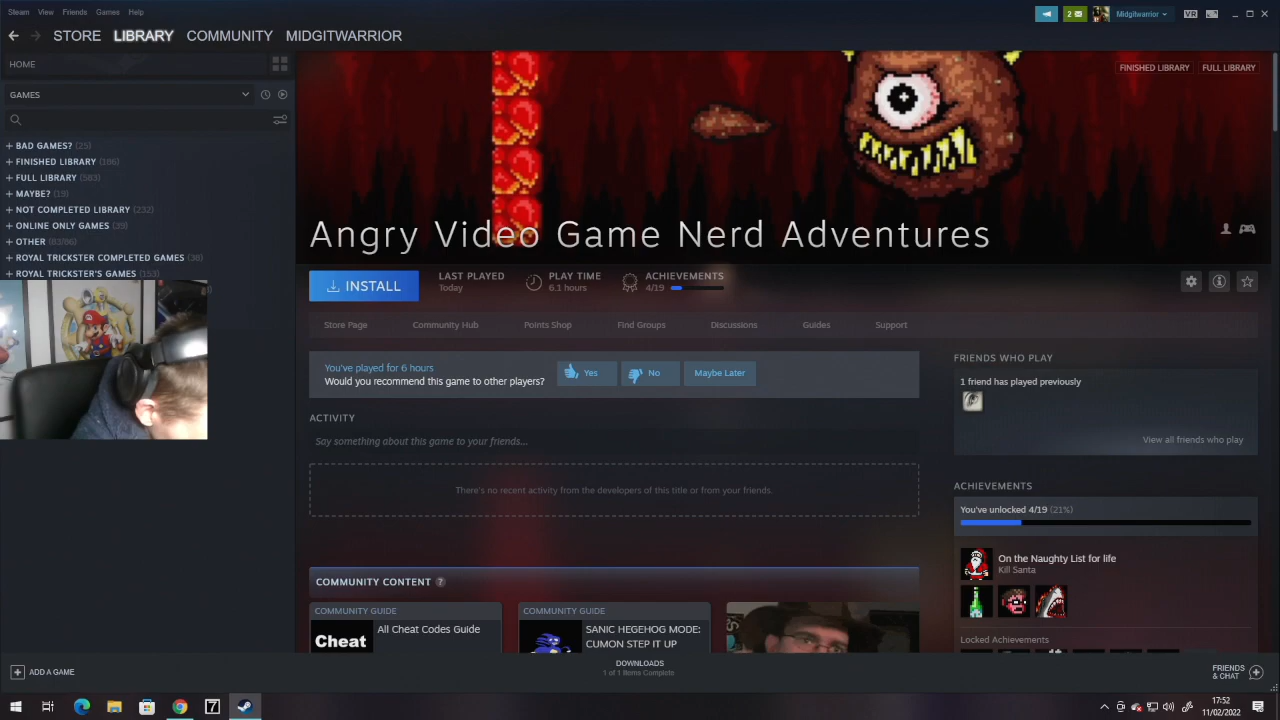 Steam View Friends Games Help
2
Midgitwarrior
VR
STORE LIBRARY COMMUNITY MIDGITWARRIOR
HOME
GAMES
+ BAD GAMES? (25)
+ FINISHED LIBRARY (186)
+ FULL LIBRARY (583)
+ MAYBE? (19)
+ NOT COMPLETED LIBRARY (232)
+ ONLINE ONLY GAMES (39)
+ OTHER (83/86)
+ ROYAL TRICKSTER COMPLETED GAMES (38)
+ ROYAL TRICKSTER'S GAMES (153)
FINISHED LIBRARY FULL LIBRARY
Angry Video Game Nerd Adventures
INSTALL
LAST PLAYED
Today
PLAY TIME
6.1 hours
ACHIEVEMENTS
4/19
Store Page Community Hub Points Shop Find Groups Discussions Guides Support
You've played for 6 hours
Would you recommend this game to other players?
Yes
No
Maybe Later
ACTIVITY
Say something about this game to your friends...
There's no recent activity from the developers of this title or from your friends.
COMMUNITY CONTENT ?
COMMUNITY GUIDE
Cheat
All Cheat Codes Guide
COMMUNITY GUIDE
SANIC HEGEHOG MODE:
CUMON STEP IT UP
FRIENDS WHO PLAY
1 friend has played previously
View all friends who play
ACHIEVEMENTS
You've unlocked 4/19 (21%)
On the Naughty List for life
Kill Santa
Locked Achievements
ADD A GAME
DOWNLOADS
1 of 1 Items Complete
FRIENDS
& CHAT
17:52
11/02/2022